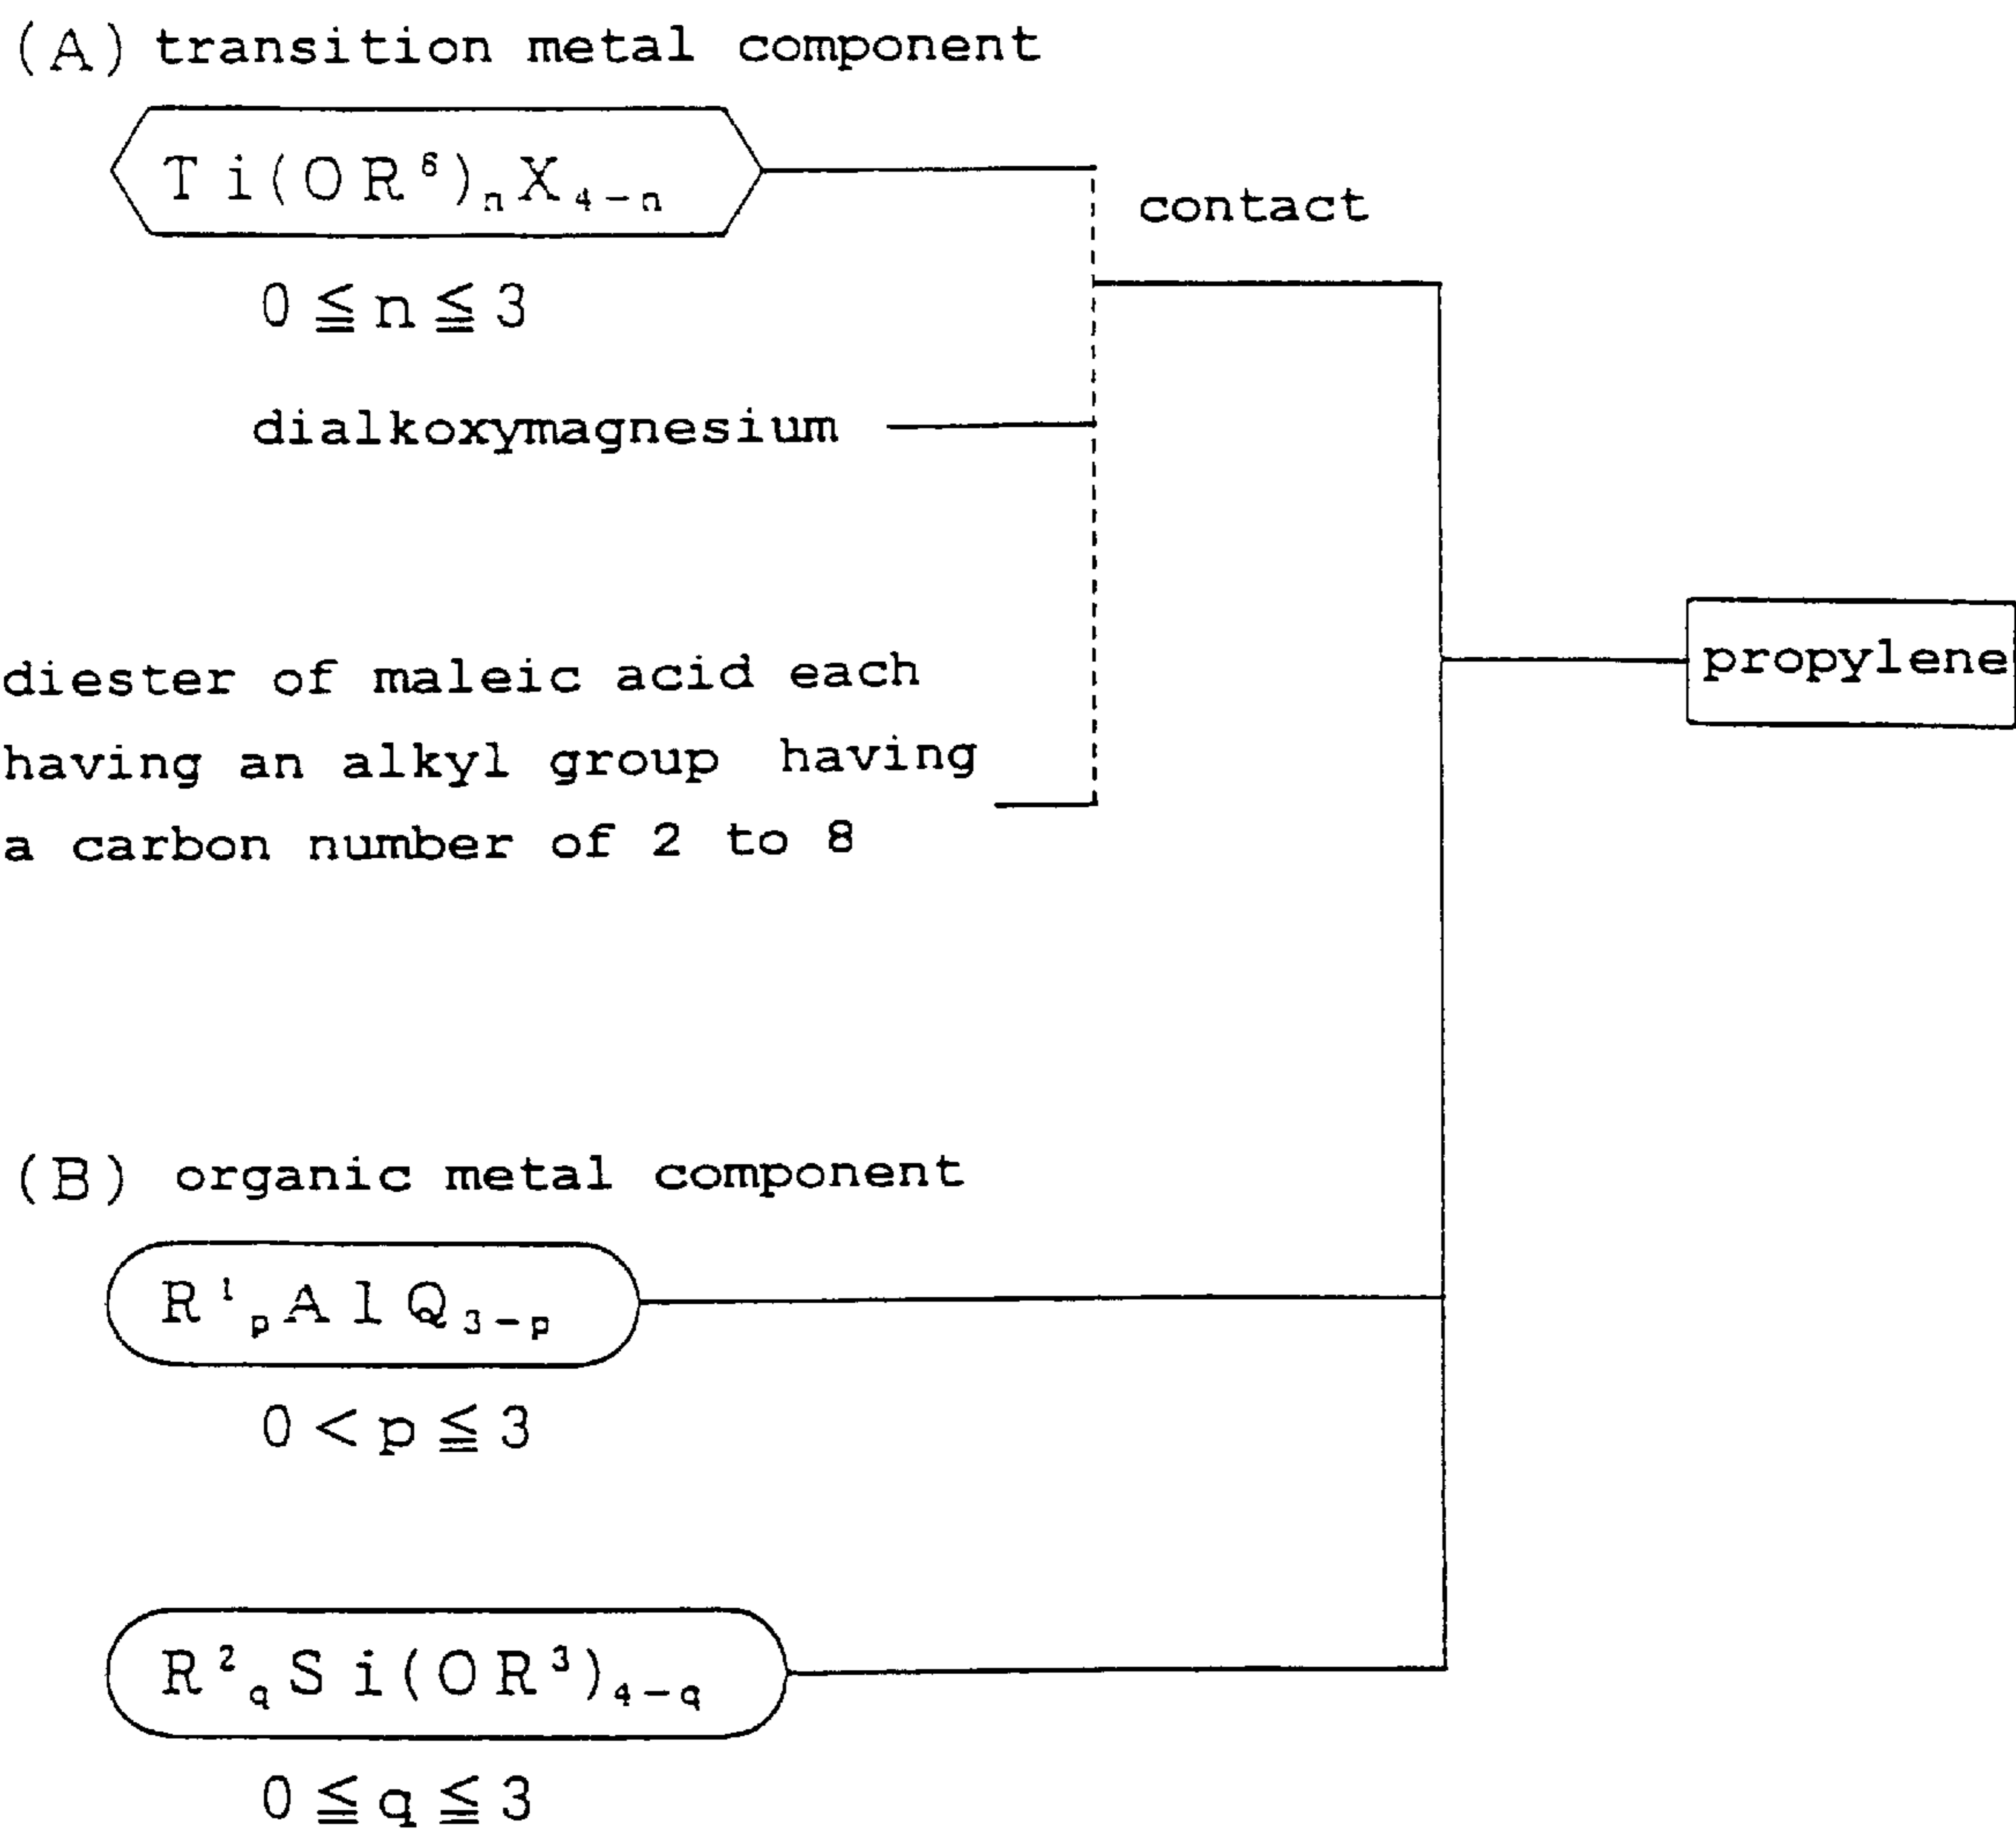 (A) transition metal component
Ti(OR⁶)ₙX₄₋ₙ
contact
0 ≦ n ≦ 3
dialkoxymagnesium
propylene
diester of maleic acid each
having an alkyl group having
a carbon number of 2 to 8
(B) organic metal component
R¹ₚAlQ₃₋ₚ
0 < p ≦ 3
R²qSi(OR³)₄₋q
0 ≦ q ≦ 3